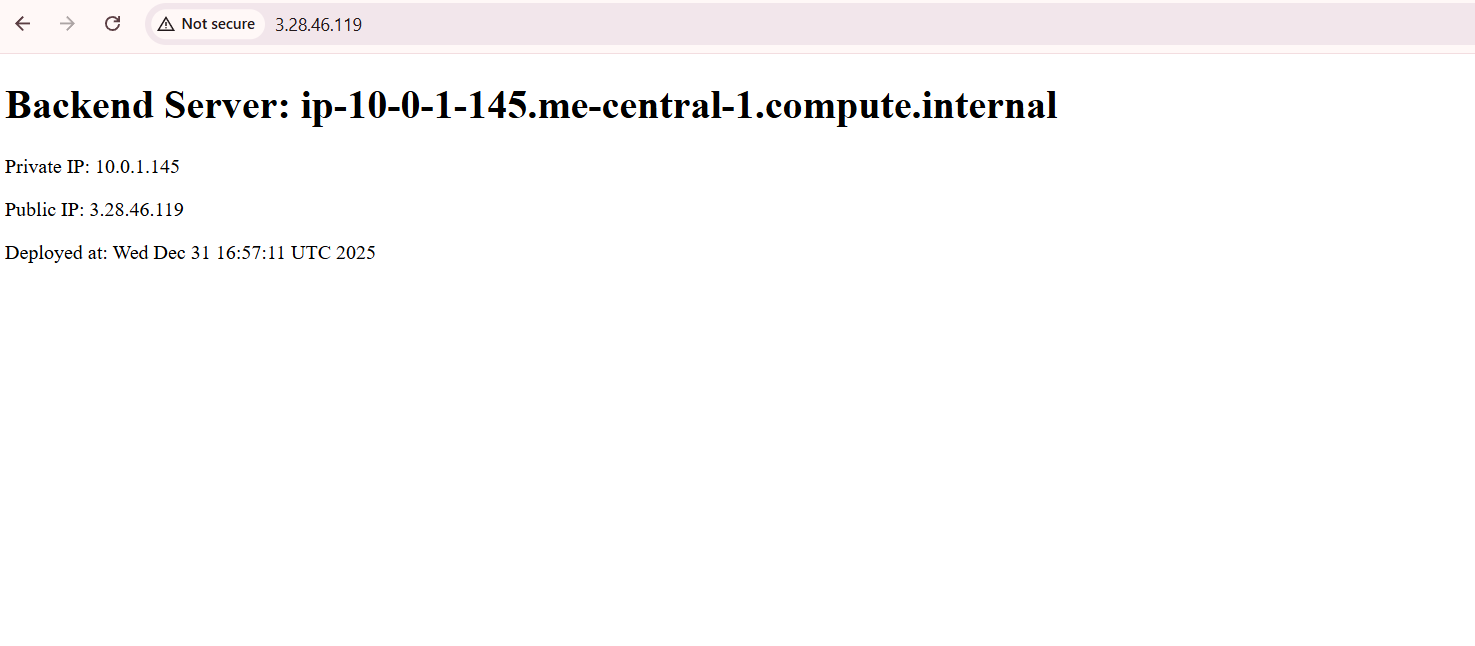 Not secure 3.28.46.119
Backend Server: ip-10-0-1-145.me-central-1.compute.internal
Private IP: 10.0.1.145
Public IP: 3.28.46.119
Deployed at: Wed Dec 31 16:57:11 UTC 2025